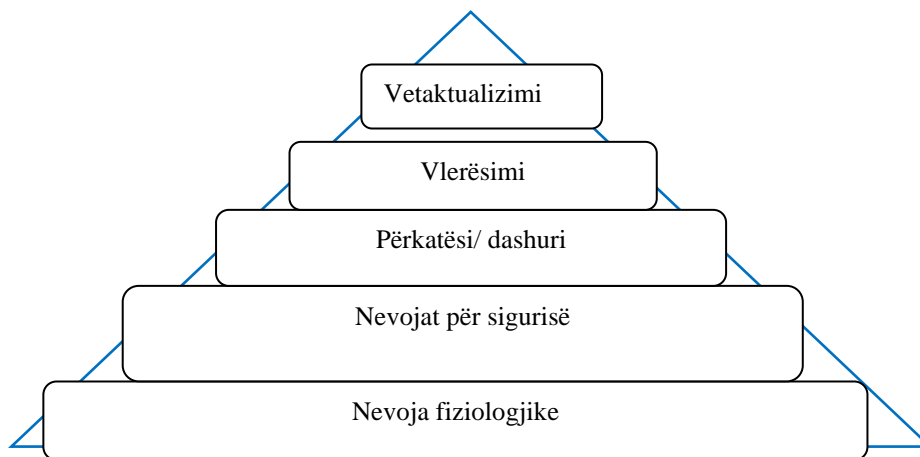 Vetaktualizimi
Vlerësimi
Përkatësi/ dashuri
Nevojat për sigurisë
Nevoja fiziologjike